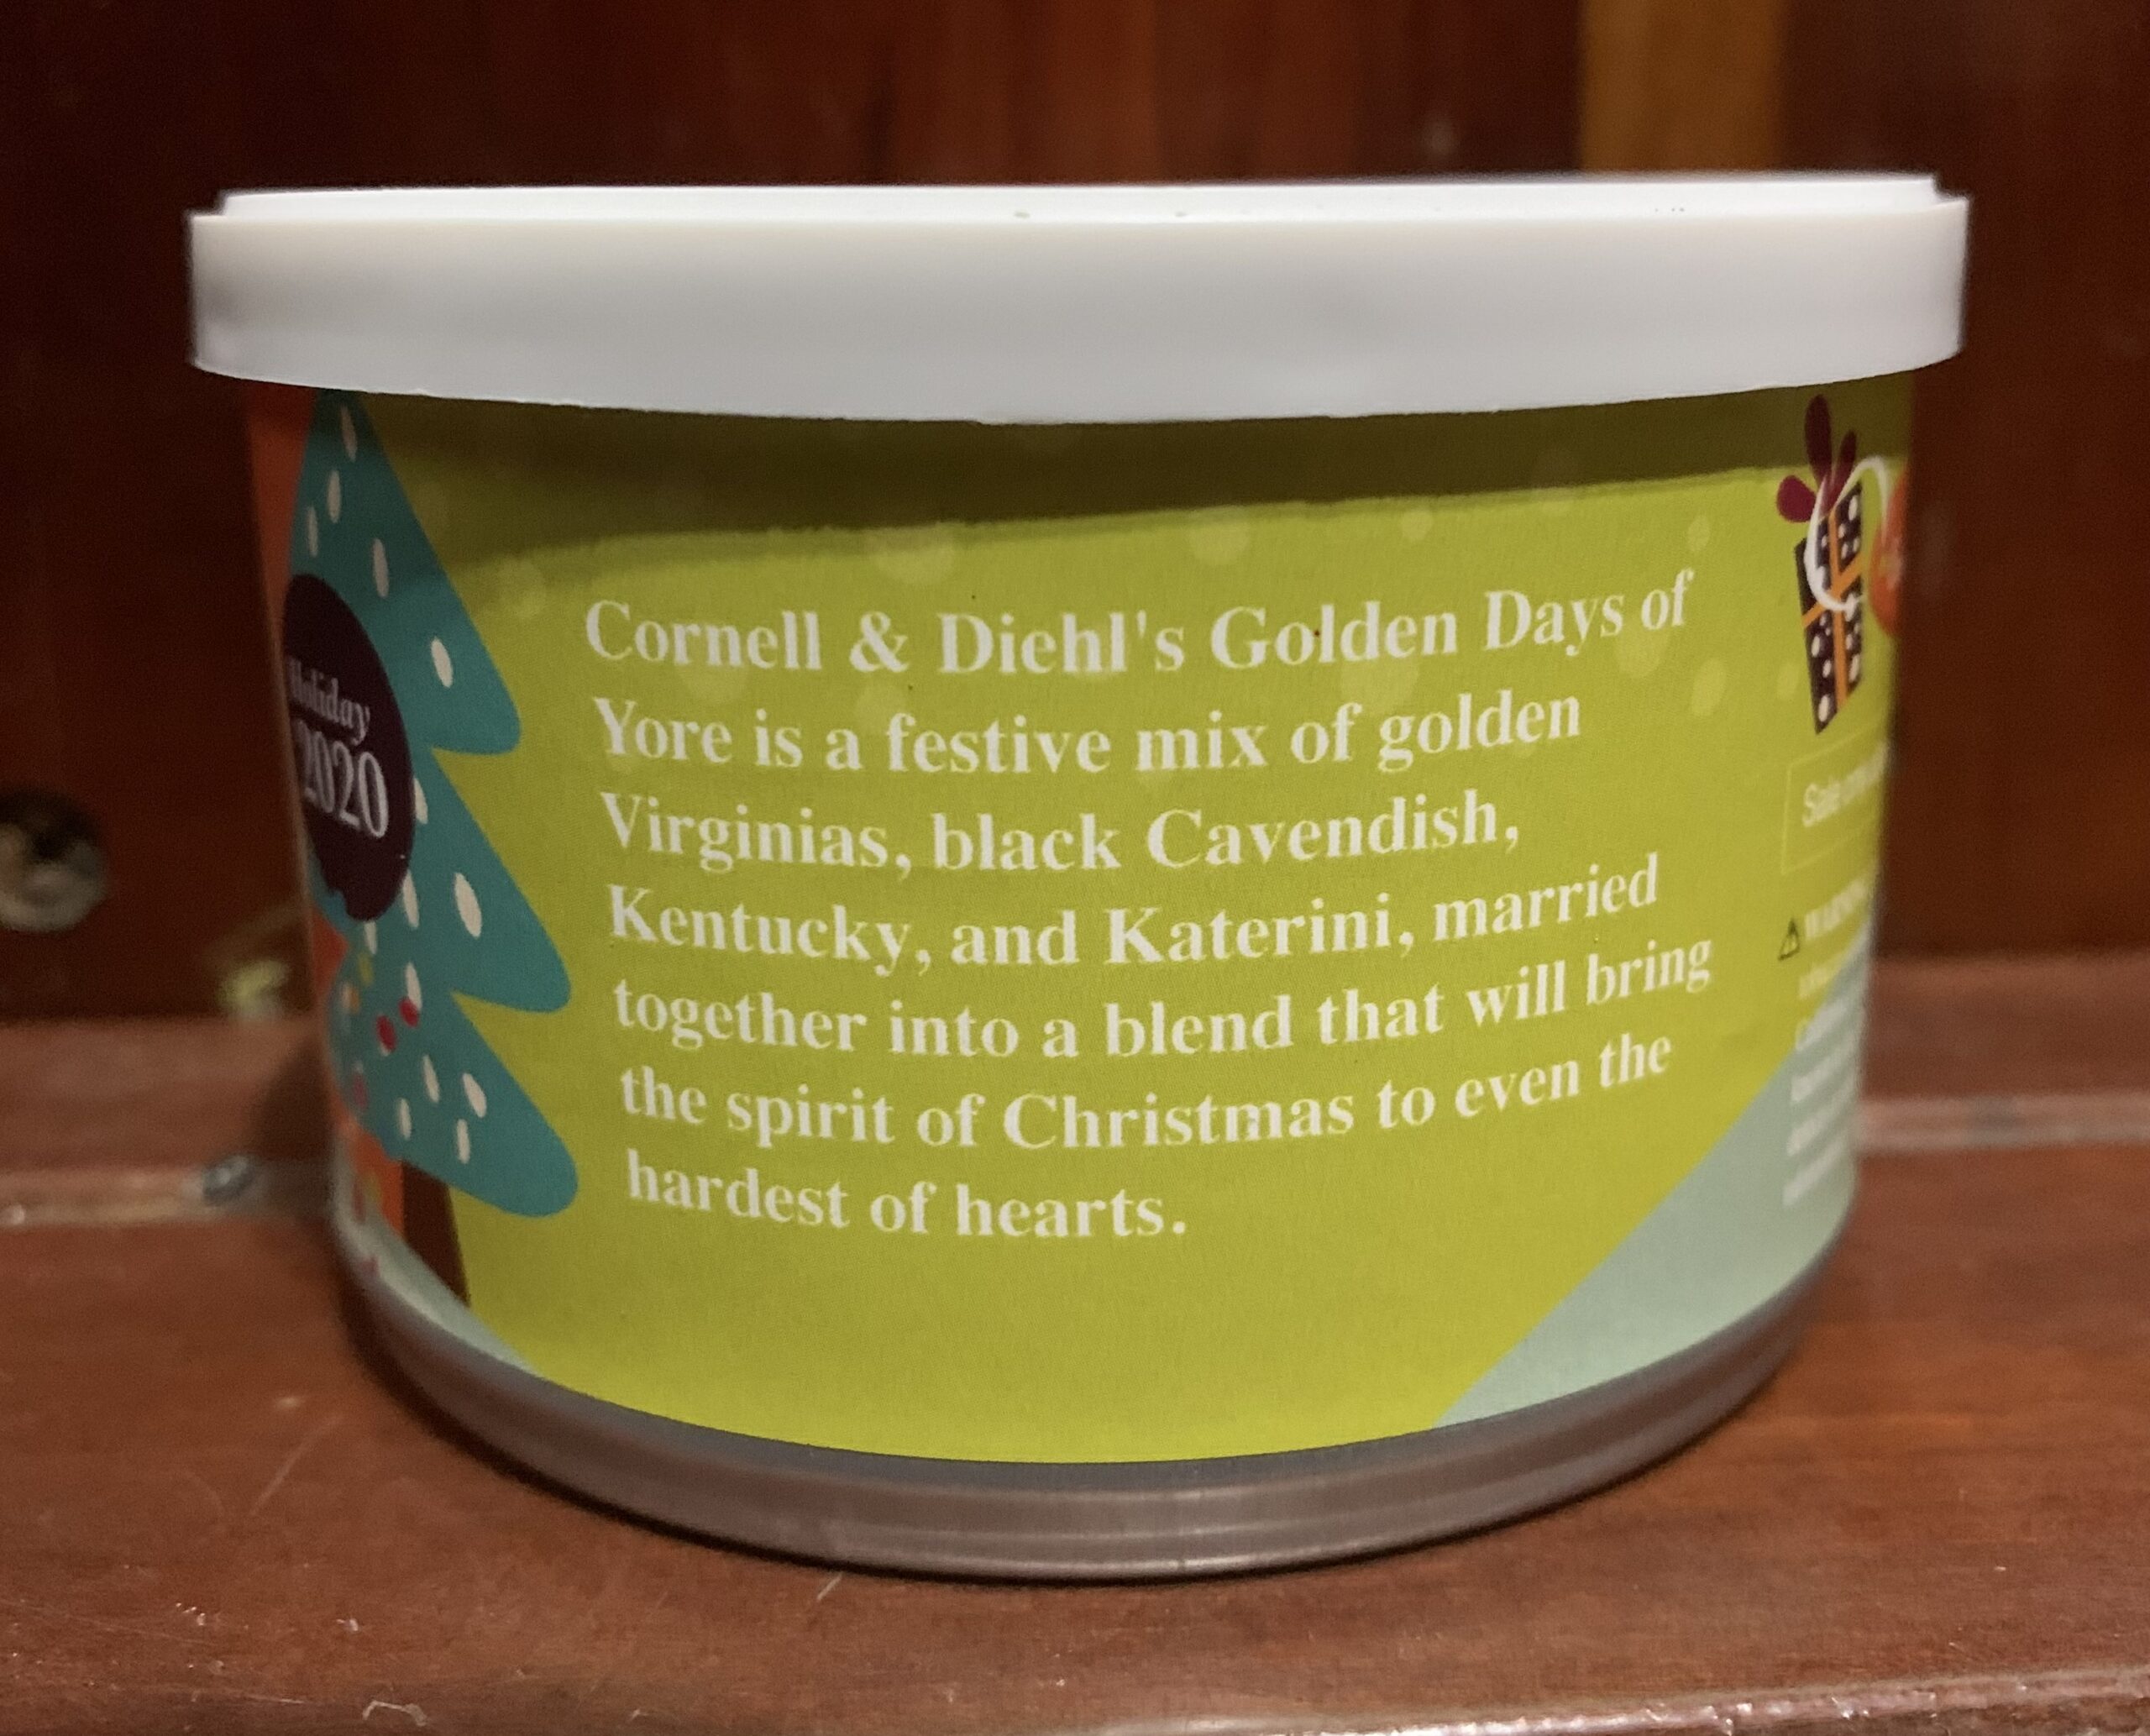 Holiday
2020
Cornell & Diehl's Golden Days of
Yore is a festive mix of golden
Virginias, black Cavendish,
Kentucky, and Katerini, married
together into a blend that will bring
the spirit of Christmas to even the
hardest of hearts.